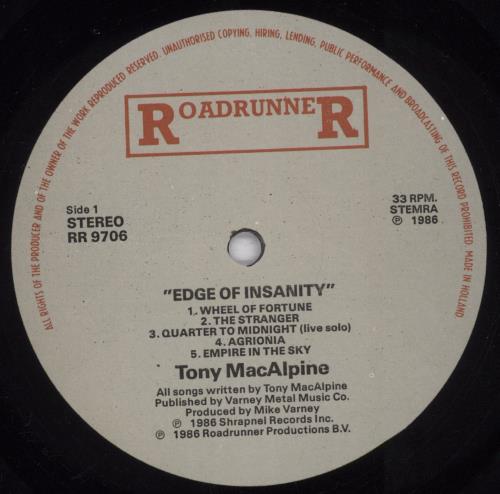 ALL RIGHTS OF THE PRODUCER AND OF THE OWNER OF THE WORK REPRODUCED RESERVED. UNAUTHORISED COPYING, HIRING, LENDING, PUBLIC PERFORMANCE AND BROADCASTING OF THIS RECORD PROHIBITED. MADE IN HOLLAND
ROADRUNNER
Side 1
STEREO
RR 9706
33 RPM.
STEMRA
℗ 1986
"EDGE OF INSANITY"
1. WHEEL OF FORTUNE
2. THE STRANGER
3. QUARTER TO MIDNIGHT (live solo)
4. AGRIONIA
5. EMPIRE IN THE SKY
Tony MacAlpine
All songs written by Tony MacAlpine
Published by Varney Metal Music Co.
Produced by Mike Varney
℗ 1986 Shrapnel Records Inc.
℗ 1986 Roadrunner Productions B.V.